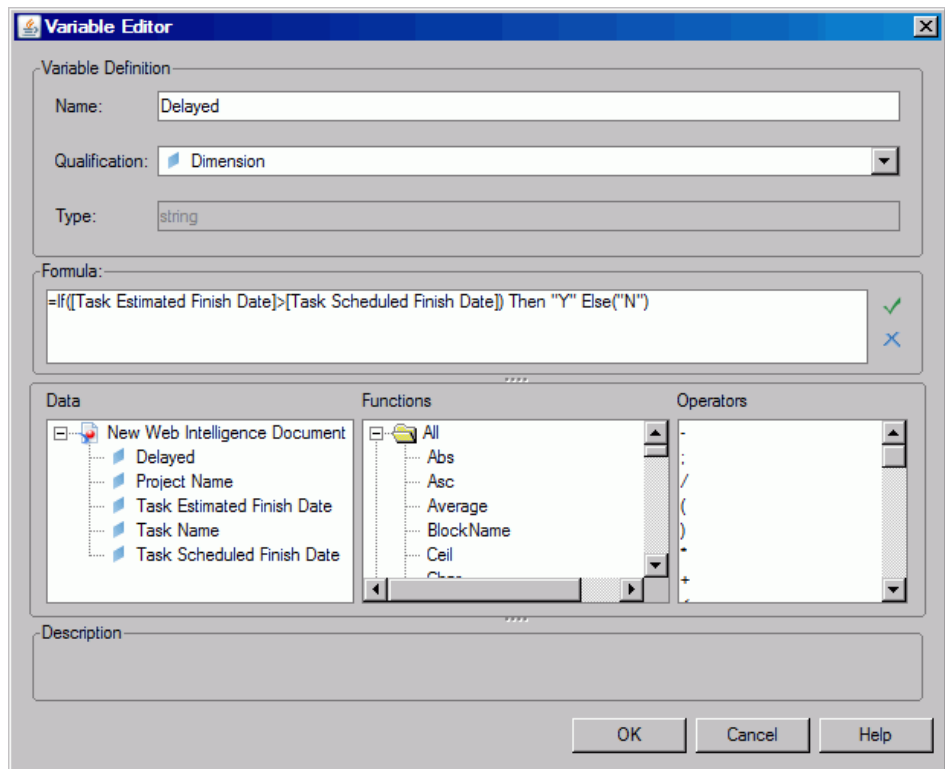 Variable Editor
Variable Definition
Name: Delayed
Qualification: Dimension
Type: string
Formula:
=If([Task Estimated Finish Date]>[Task Scheduled Finish Date]) Then "Y" Else("N")
Data Functions Operators
New Web Intelligence Document All -
Delayed Abs ;
Project Name Asc /
Task Estimated Finish Date Average (
Task Name BlockName )
Task Scheduled Finish Date Ceil *
Char +
Description
OK Cancel Help